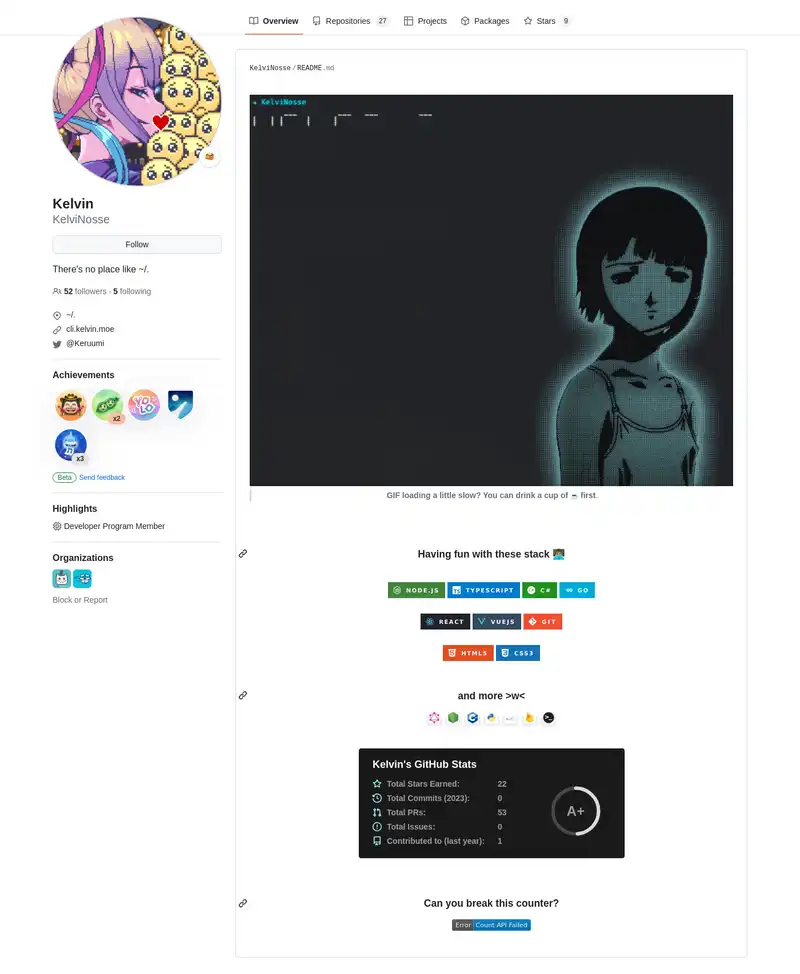 Overview Repositories 27 Projects Packages Stars 9
Kelvin
KelviNosse
Follow
There's no place like ~/.
52 followers · 5 following
~/.
cli.kelvin.moe
@Keruumi
Achievements
x2
YOLO
x3
Beta Send feedback
Highlights
Developer Program Member
Organizations
Block or Report
KelviNosse/README.md
→ KelviNosse
GIF loading a little slow? You can drink a cup of ☕ first.
Having fun with these stack 👨🏽‍💻
NODE.JS TYPESCRIPT C# GO
REACT VUEJS GIT
HTML5 CSS3
and more >w<
Kelvin's GitHub Stats
Total Stars Earned: 22
Total Commits (2023): 0
Total PRs: 53
Total Issues: 0
Contributed to (last year): 1
A+
Can you break this counter?
Error Count API Failed